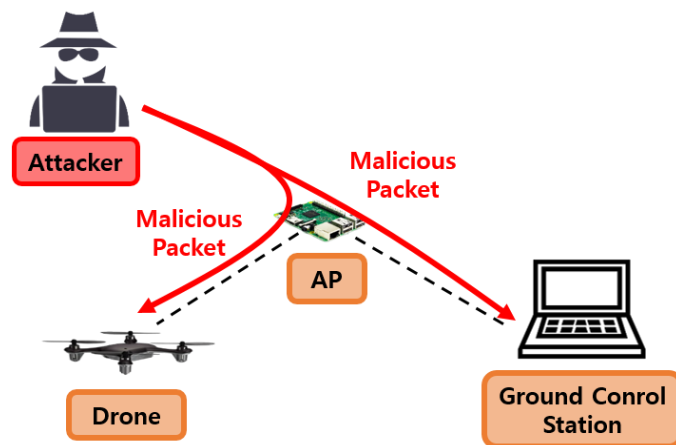 Attacker
Malicious
Packet
Malicious
Packet
AP
Drone
Ground Conrol
Station